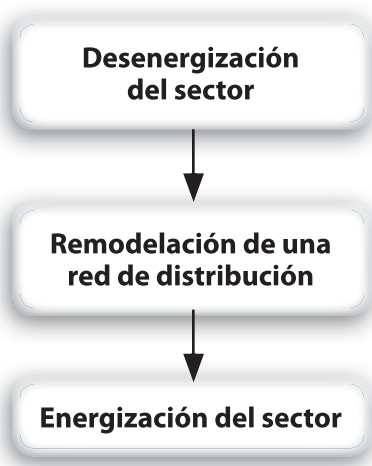 Desenergización
del sector
Remodelación de una
red de distribución
Energización del sector